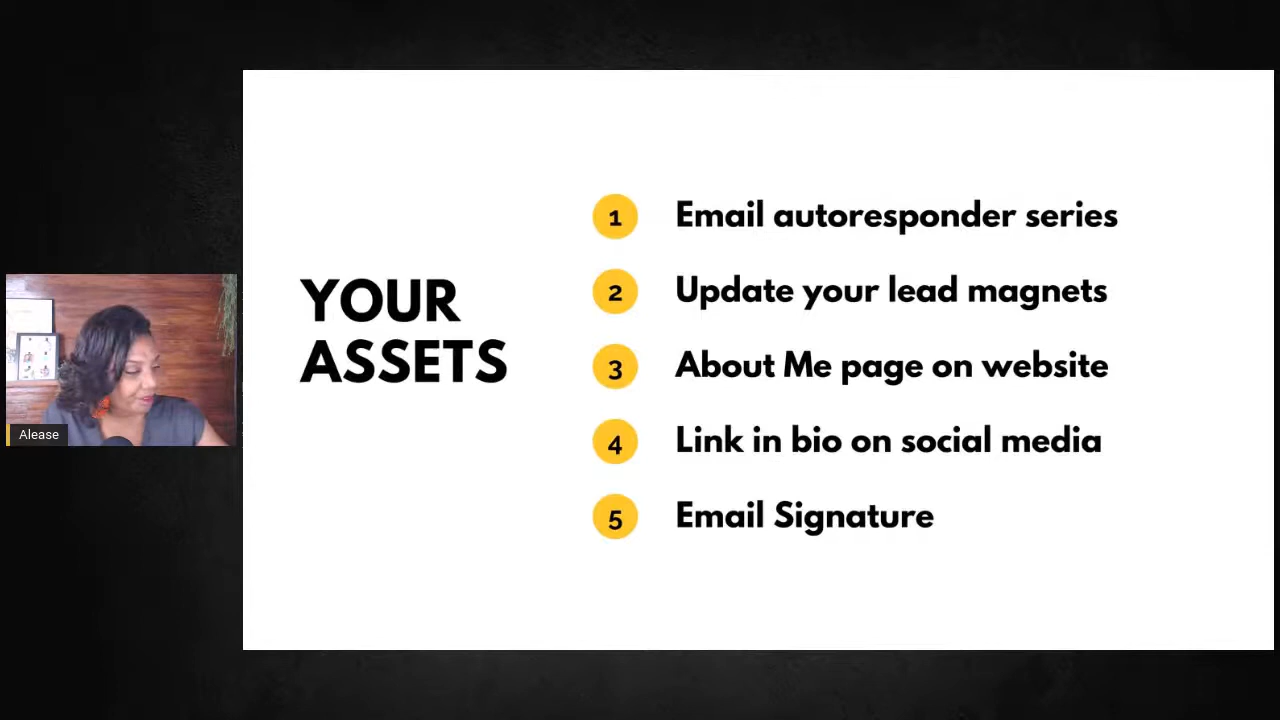 YOUR
ASSETS
1 Email autoresponder series
2 Update your lead magnets
3 About Me page on website
4 Link in bio on social media
5 Email Signature
Alease